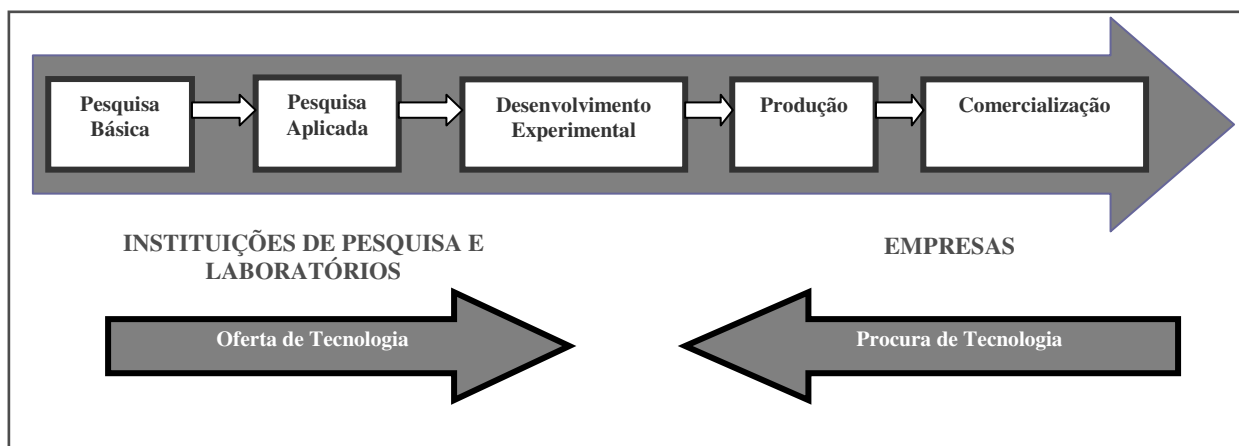 Pesquisa
Básica
Pesquisa
Aplicada
Desenvolvimento
Experimental
Produção
Comercialização
INSTITUIÇÕES DE PESQUISA E
LABORATÓRIOS
EMPRESAS
Oferta de Tecnologia
Procura de Tecnologia